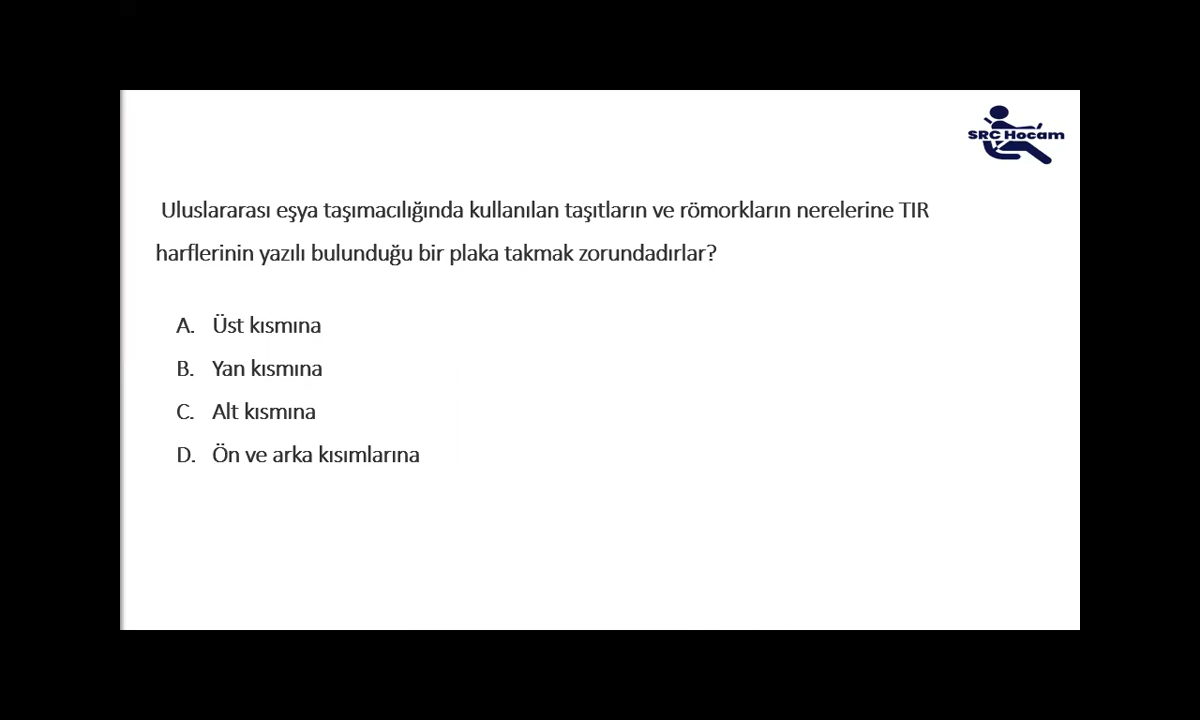 SRC Hocam
Uluslararası eşya taşımacılığında kullanılan taşıtların ve römorkların nerelerine TIR
harflerinin yazılı bulunduğu bir plaka takmak zorundadırlar?
A. Üst kısmına
B. Yan kısmına
C. Alt kısmına
D. Ön ve arka kısımlarına